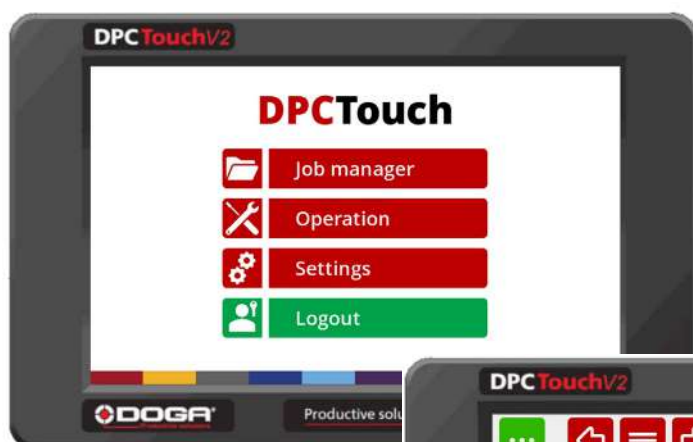 DPCTouchV2
DPCTouch
Job manager
Operation
Settings
Logout
DOGA
Productive solu
DPCTouchV2